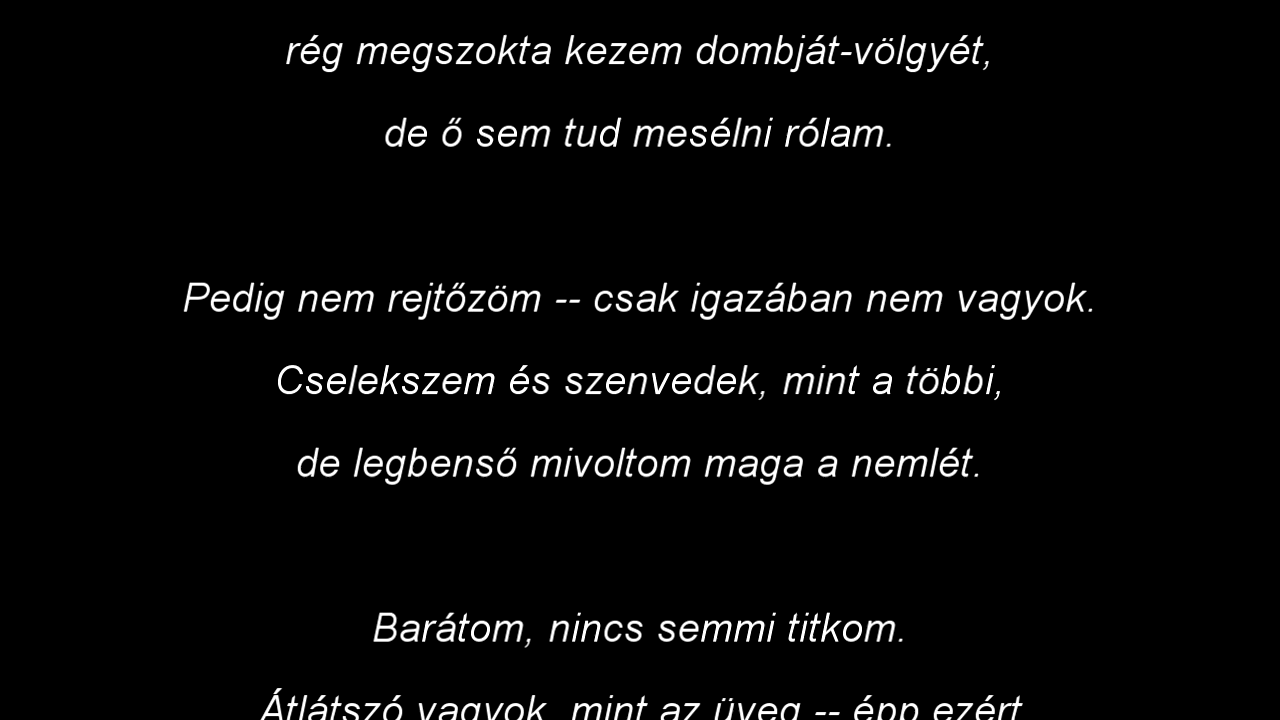 rég megszokta kezem dombját-völgyét,
de ő sem tud mesélni rólam.
Pedig nem rejtőzöm -- csak igazában nem vagyok.
Cselekszem és szenvedek, mint a többi,
de legbenső mivoltom maga a nemlét.
Barátom, nincs semmi titkom.
Átlátszó vagyok, mint az üveg -- épp ezért